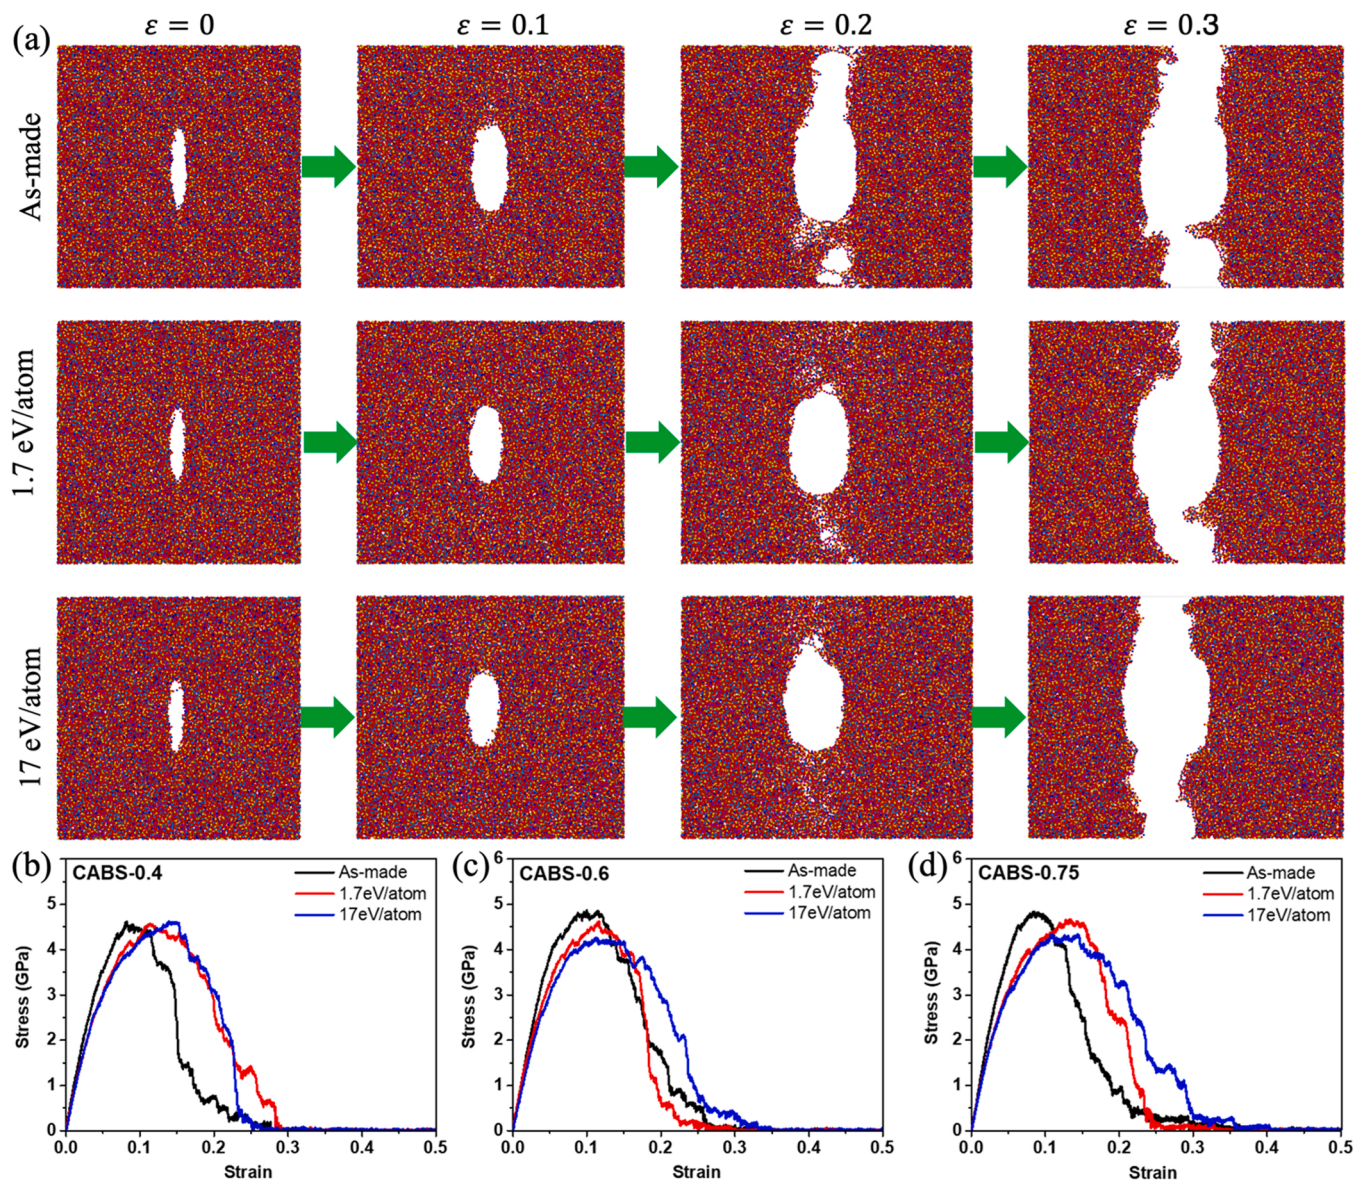 (a)
ε = 0
ε = 0.1
ε = 0.2
ε = 0.3
As-made
1.7 eV/atom
17 eV/atom
(b)
CABS-0.4
As-made
1.7eV/atom
17eV/atom
Stress (GPa)
5
4
3
2
1
0
0.0 0.1 0.2 0.3 0.4 0.5
Strain
(c)
CABS-0.6
As-made
1.7eV/atom
17eV/atom
Stress (GPa)
6
5
4
3
2
1
0
0.0 0.1 0.2 0.3 0.4 0.5
Strain
(d)
CABS-0.75
As-made
1.7eV/atom
17eV/atom
Stress (GPa)
6
5
4
3
2
1
0
0.0 0.1 0.2 0.3 0.4 0.5
Strain